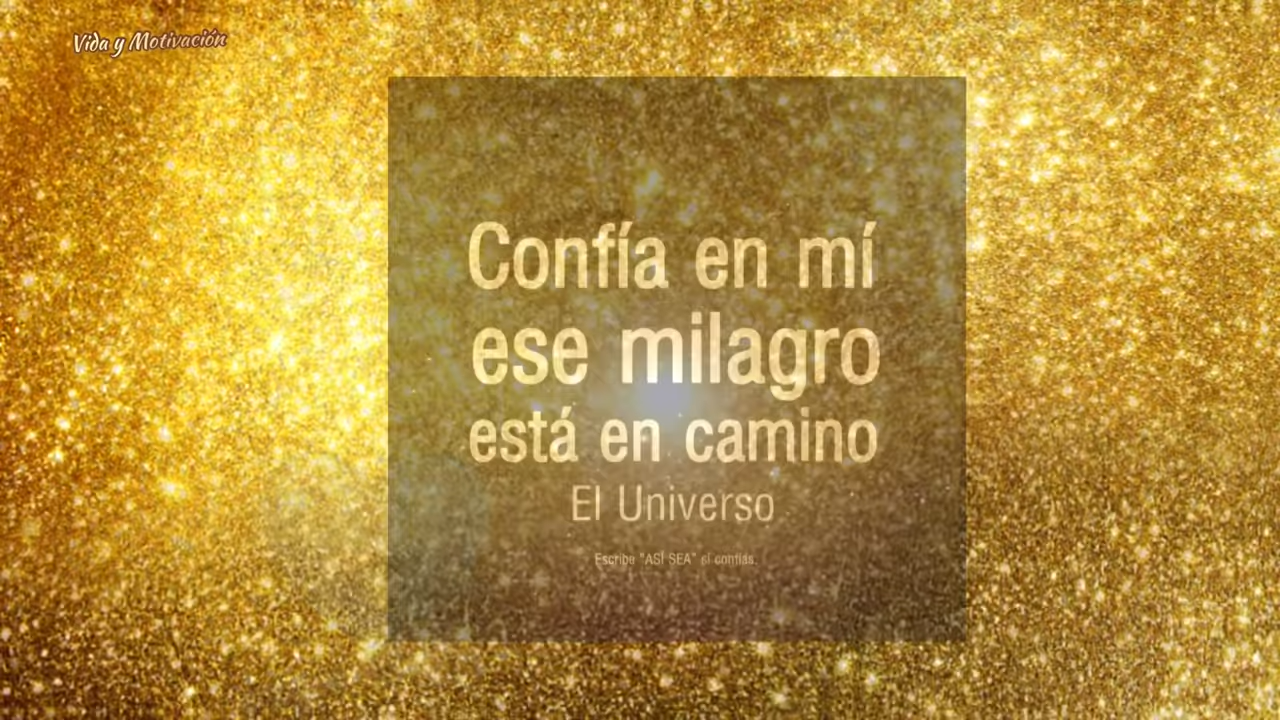 Vida y Motivación
Confía en mí
ese milagro
está en camino
El Universo
Escribe "ASÍ SEA" si confías.